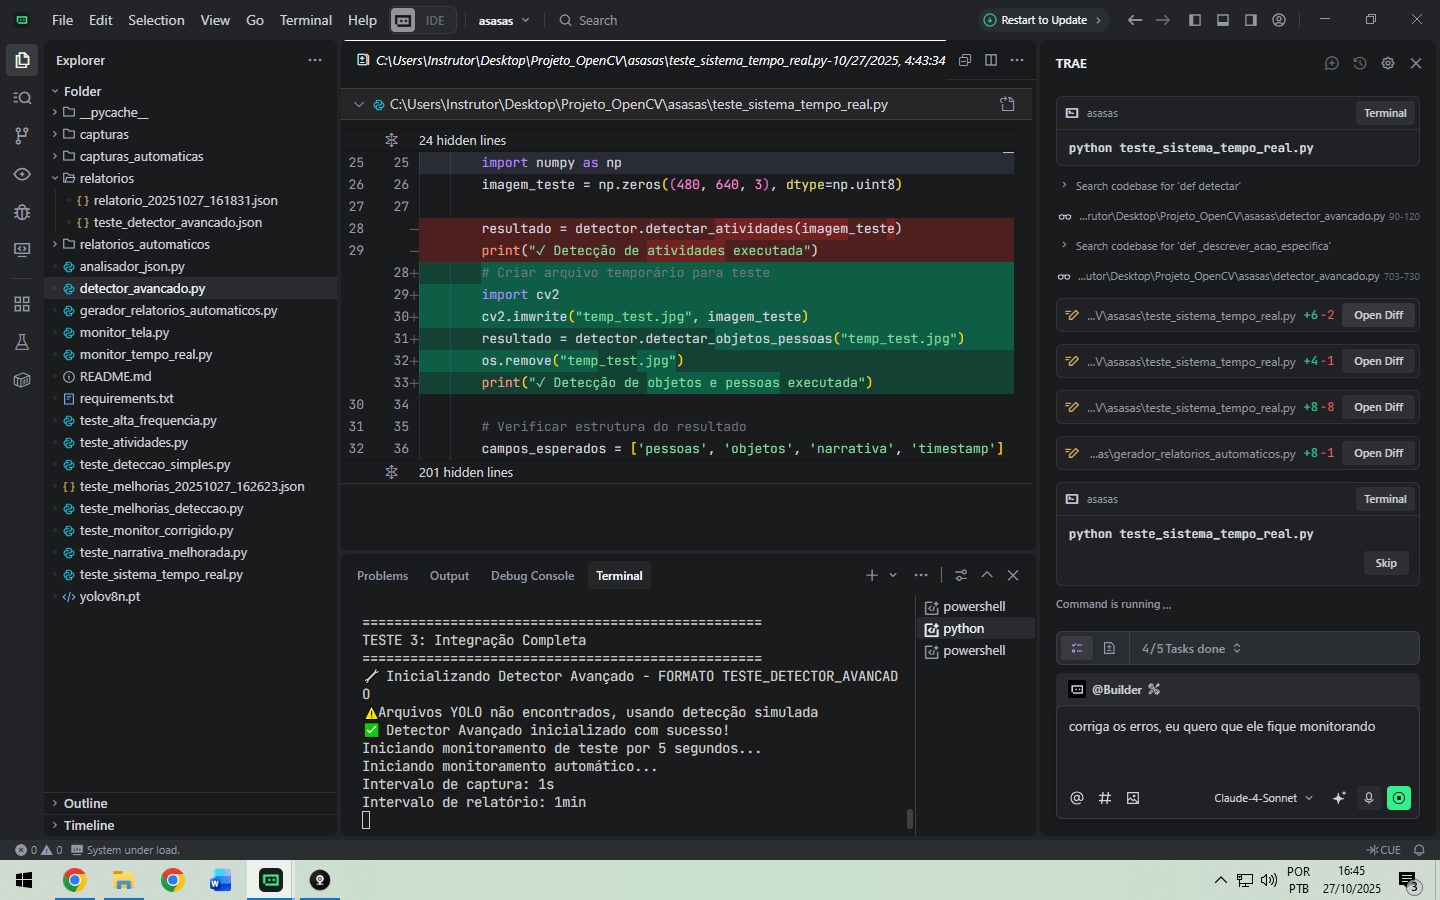 File Edit Selection View Go Terminal Help IDE asasas Search Restart to Update
Explorer
Folder
__pycache__
capturas
capturas_automaticas
relatorios
{} relatorio_20251027_161831.json
{} teste_detector_avancado.json
relatorios_automaticos
analisador_json.py
detector_avancado.py
gerador_relatorios_automaticos.py
monitor_tela.py
monitor_tempo_real.py
README.md
requirements.txt
teste_alta_frequencia.py
teste_atividades.py
teste_deteccao_simples.py
{} teste_melhorias_20251027_162623.json
teste_melhorias_deteccao.py
teste_monitor_corrigido.py
teste_narrativa_melhorada.py
teste_sistema_tempo_real.py
yolov8n.pt
Outline
Timeline
C:\Users\Instrutor\Desktop\Projeto_OpenCV\asasas\teste_sistema_tempo_real.py-10/27/2025, 4:43:34
C:\Users\Instrutor\Desktop\Projeto_OpenCV\asasas\teste_sistema_tempo_real.py
24 hidden lines
25 25 import numpy as np
26 26 imagem_teste = np.zeros((480, 640, 3), dtype=np.uint8)
27 27
28 — resultado = detector.detectar_atividades(imagem_teste)
29 — print("✓ Detecção de atividades executada")
28+ # Criar arquivo temporário para teste
29+ import cv2
30+ cv2.imwrite("temp_test.jpg", imagem_teste)
31+ resultado = detector.detectar_objetos_pessoas("temp_test.jpg")
32+ os.remove("temp_test.jpg")
33+ print("✓ Detecção de objetos e pessoas executada")
30 34
31 35 # Verificar estrutura do resultado
32 36 campos_esperados = ['pessoas', 'objetos', 'narrativa', 'timestamp']
201 hidden lines
Problems Output Debug Console Terminal
==================================================
TESTE 3: Integração Completa
==================================================
🔧 Inicializando Detector Avançado - FORMATO TESTE_DETECTOR_AVANCAD
O
⚠️Arquivos YOLO não encontrados, usando detecção simulada
✅ Detector Avançado inicializado com sucesso!
Iniciando monitoramento de teste por 5 segundos...
Iniciando monitoramento automático...
Intervalo de captura: 1s
Intervalo de relatório: 1min
powershell
python
powershell
TRAE
asasas Terminal
python teste_sistema_tempo_real.py
Search codebase for 'def detectar'
...rutor\Desktop\Projeto_OpenCV\asasas\detector_avancado.py 90-120
Search codebase for 'def _descrever_acao_especifica'
...utor\Desktop\Projeto_OpenCV\asasas\detector_avancado.py 703-730
...V\asasas\teste_sistema_tempo_real.py +6 -2 Open Diff
...V\asasas\teste_sistema_tempo_real.py +4 -1 Open Diff
...V\asasas\teste_sistema_tempo_real.py +8 -8 Open Diff
...as\gerador_relatorios_automaticos.py +8 -1 Open Diff
asasas Terminal
python teste_sistema_tempo_real.py
Skip
Command is running ...
4/5 Tasks done
@Builder
corriga os erros, eu quero que ele fique monitorando
@ # Claude-4-Sonnet
0 0 System under load. CUE
POR
PTB
16:45
27/10/2025
3